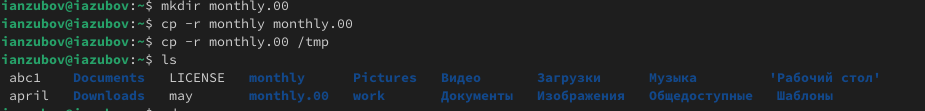 ianzubov@iazubov:~$ mkdir monthly.00
ianzubov@iazubov:~$ cp -r monthly monthly.00
ianzubov@iazubov:~$ cp -r monthly.00 /tmp
ianzubov@iazubov:~$ ls
abc1 Documents LICENSE monthly Pictures Видео Загрузки Музыка 'Рабочий стол'
april Downloads may monthly.00 work Документы Изображения Общедоступные Шаблоны